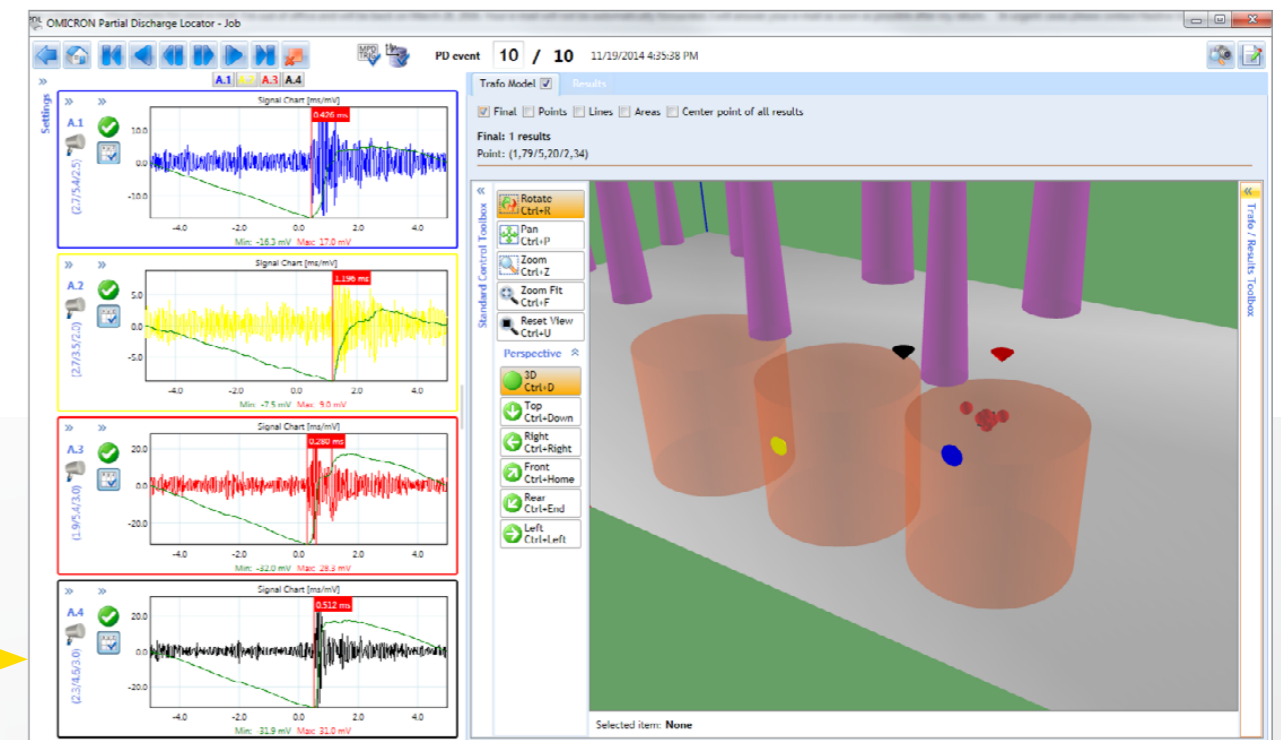 OMICRON Partial Discharge Locator - Job
PD event 10 / 10 11/19/2014 4:35:38 PM
A.1 A.3 A.4
Settings
A.1
(2.7/5.4/2.5)
Signal Chart [ms/mV]
0.426 ms
10.0
0.0
-10.0
-4.0 -2.0 0.0 2.0 4.0
Min: -16.3 mV Max: 17.0 mV
A.2
(2.7/3.5/2.0)
Signal Chart [ms/mV]
1.196 ms
5.0
0.0
-5.0
-4.0 -2.0 0.0 2.0 4.0
Min: -7.5 mV Max: 9.0 mV
A.3
(1.9/5.4/3.0)
Signal Chart [ms/mV]
0.280 ms
20.0
0.0
-20.0
-4.0 -2.0 0.0 2.0 4.0
Min: -32.0 mV Max: 28.3 mV
A.4
(2.3/4.6/3.0)
Signal Chart [ms/mV]
0.512 ms
20.0
0.0
-20.0
-4.0 -2.0 0.0 2.0 4.0
Min: -31.9 mV Max: 31.0 mV
Trafo Model Results
Final Points Lines Areas Center point of all results
Final: 1 results
Point: (1,79/5,20/2,34)
Standard Control Toolbox
Rotate
Ctrl+R
Pan
Ctrl+P
Zoom
Ctrl+Z
Zoom Fit
Ctrl+F
Reset View
Ctrl+U
Perspective
3D
Ctrl+D
Top
Ctrl+Down
Right
Ctrl+Right
Front
Ctrl+Home
Rear
Ctrl+End
Left
Ctrl+Left
Trafo / Results Toolbox
Selected item: None